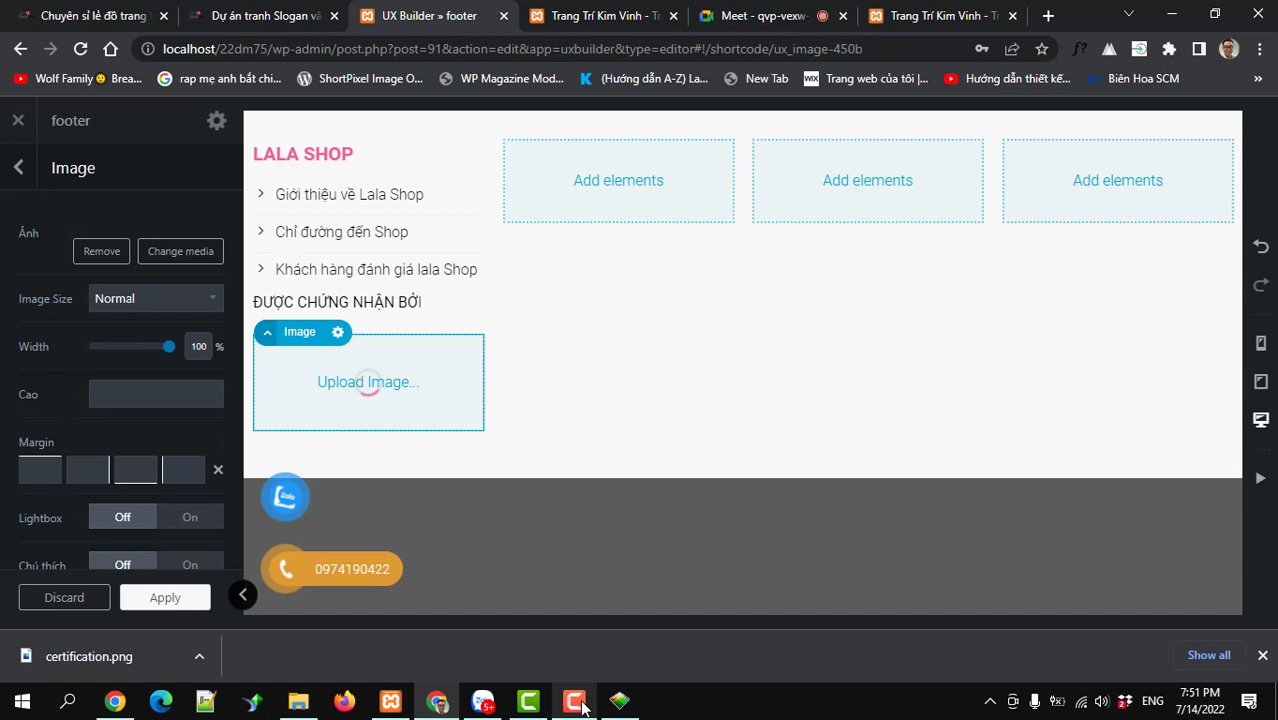 Chuyên sỉ lẻ đồ trang
Dự án tranh Slogan vă
UX Builder » footer
Trang Trí Kim Vinh - Tr
Meet - qvp-vexw-
Trang Trí Kim Vinh - T
localhost/22dm75/wp-admin/post.php?post=91&action=edit&app=uxbuilder&type=editor#!/shortcode/ux_image-450b
f?
Wolf Family Brea...
rap mẹ anh bắt chi...
ShortPixel Image O...
WP Magazine Mod...
(Hướng dẫn A-Z) La...
New Tab
WIX
Trang web của tôi |...
Hướng dẫn thiết kế...
Biên Hoa SCM
»
footer
Image
Ảnh
Remove
Change media
Image Size
Normal
Width
100
%
Cao
Margin
Lightbox
Off
On
Chú thích
Off
On
Discard
Apply
LALA SHOP
Giới thiệu về Lala Shop
Chỉ đường đến Shop
Khách hàng đánh giá lala Shop
ĐƯỢC CHỨNG NHẬN BỞI
Image
Upload Image...
Add elements
Add elements
Add elements
Zalo
0974190422
certification.png
Show all
5+
ENG
7:51 PM
7/14/2022